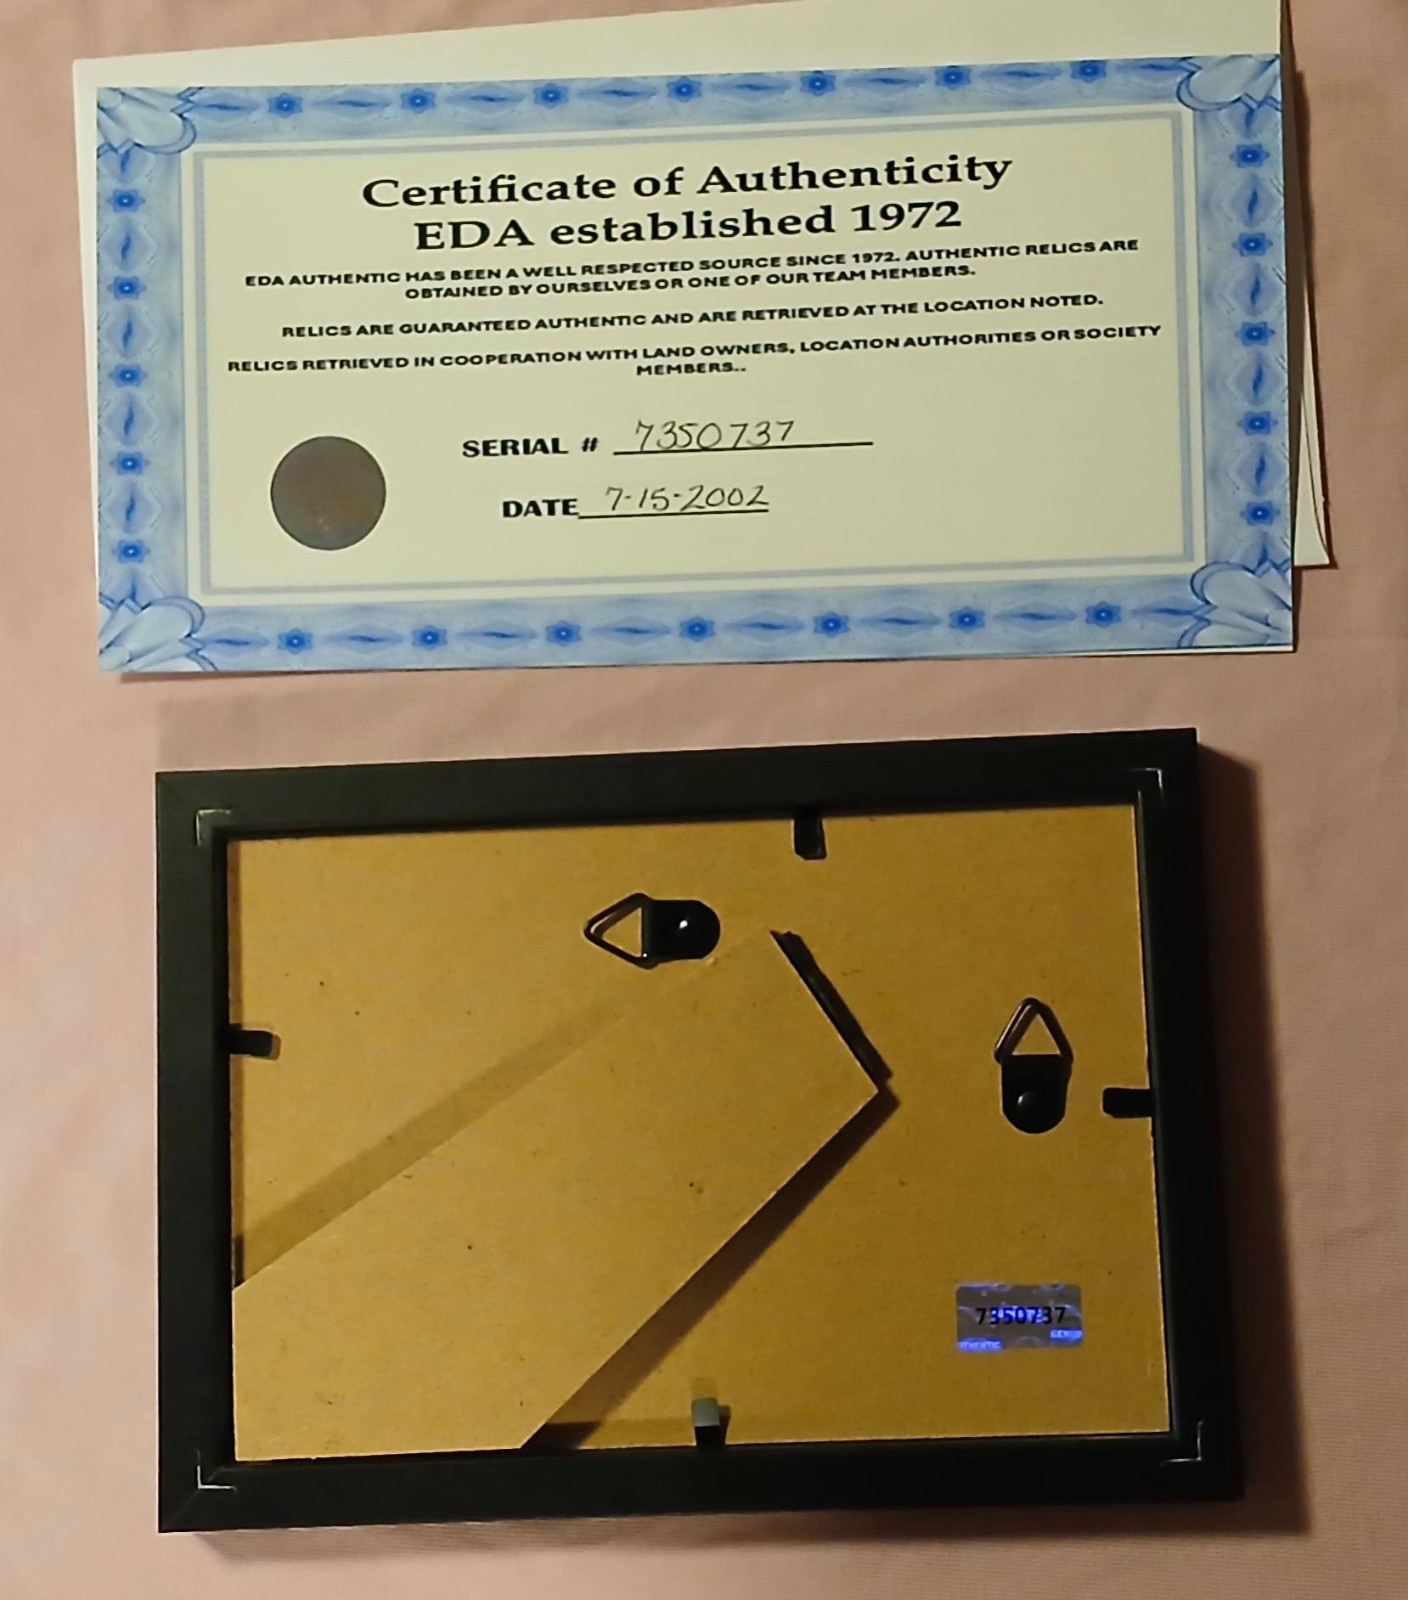 Certificate of Authenticity
EDA established 1972
EDA AUTHENTIC HAS BEEN A WELL RESPECTED SOURCE SINCE 1972. AUTHENTIC RELICS ARE
OBTAINED BY OURSELVES OR ONE OF OUR TEAM MEMBERS.
RELICS ARE GUARANTEED AUTHENTIC AND ARE RETRIEVED AT THE LOCATION NOTED.
RELICS RETRIEVED IN COOPERATION WITH LAND OWNERS, LOCATION AUTHORITIES OR SOCIETY
MEMBERS..
SERIAL # 7350737
DATE 7-15-2002
7350737